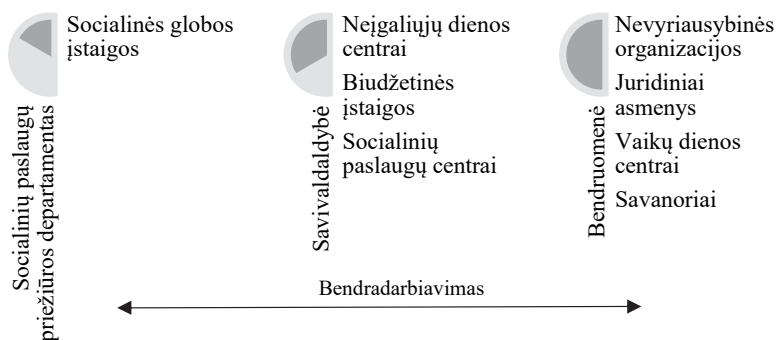 Socialinės globos
įstaigos
Socialinių paslaugų
priežiūros departamentas
Neįgaliųjų dienos
centrai
Biudžetinės
įstaigos
Socialinių
paslaugų centrai
Savivaldaldybė
Nevyriausybinės
organizacijos
Juridiniai
asmenys
Vaikų dienos
centrai
Savanoriai
Bendruomenė
Bendradarbiavimas